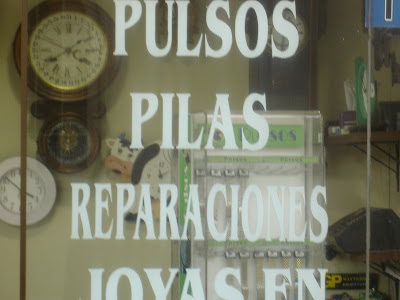 PULSOS
PILAS
REPARACIONES
JOYAS EN